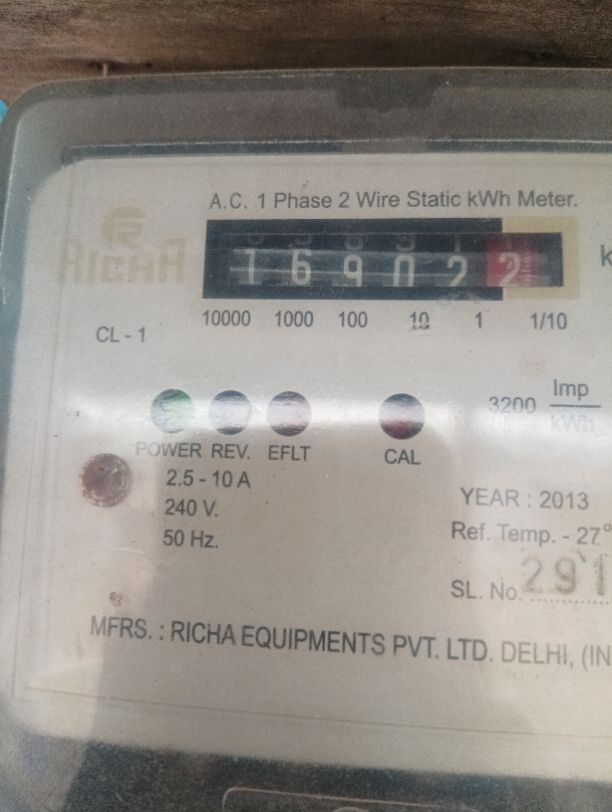 A.C. 1 Phase 2 Wire Static kWh Meter.
RICHA
1 6 9 0 2 2
k
10000 1000 100 10 1 1/10
CL - 1
3200 Imp
kWh
POWER REV. EFLT CAL
2.5 - 10 A
240 V.
50 Hz.
YEAR : 2013
Ref. Temp. - 27°
SL. No. 291
MFRS. : RICHA EQUIPMENTS PVT. LTD. DELHI, (IN